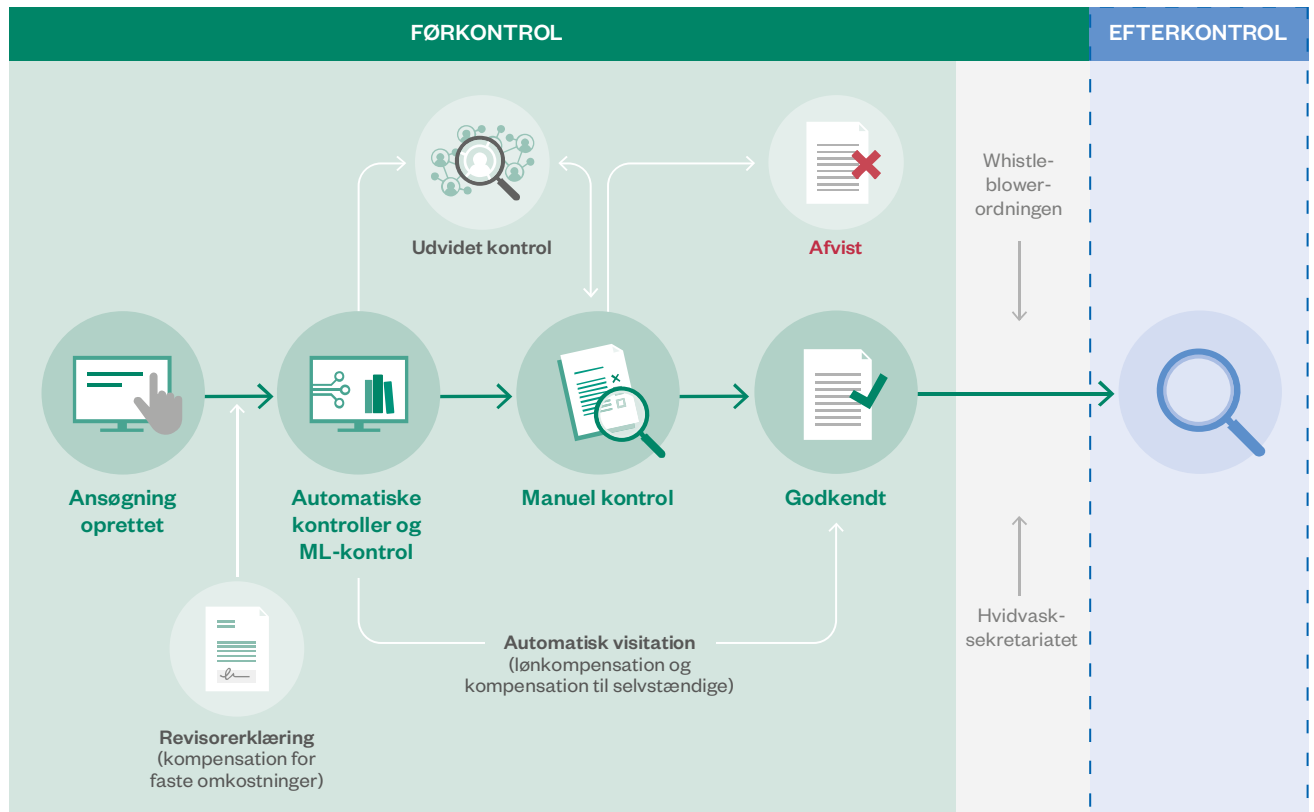 FØRKONTROL
EFTERKONTROL
Udvidet kontrol
Afvist
Whistle-
blower-
ordningen
Ansøgning
oprettet
Automatiske
kontroller og
ML-kontrol
Manuel kontrol
Godkendt
Hvidvask-
sekretariatet
Automatisk visitation
(lønkompensation og
kompensation til selvstændige)
Revisorerklæring
(kompensation for
faste omkostninger)